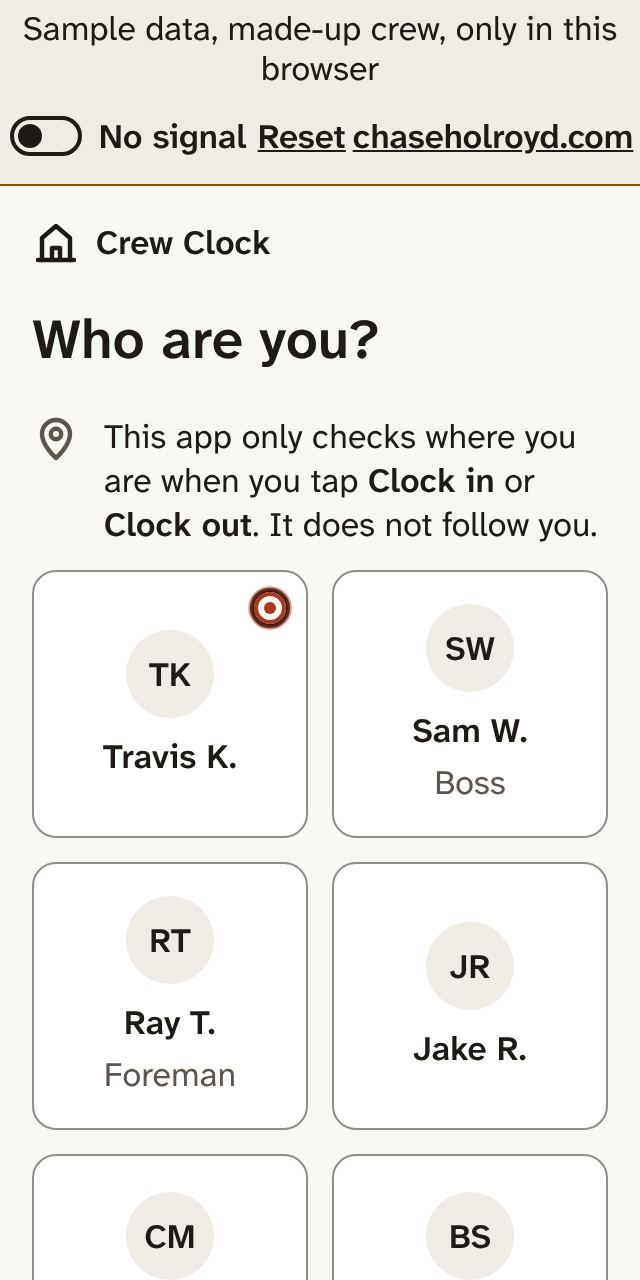 Sample data, made-up crew, only in this
browser
No signal Reset chaseholroyd.com
Crew Clock
Who are you?
This app only checks where you
are when you tap Clock in or
Clock out. It does not follow you.
TK
Travis K.
SW
Sam W.
Boss
RT
Ray T.
Foreman
JR
Jake R.
CM
BS